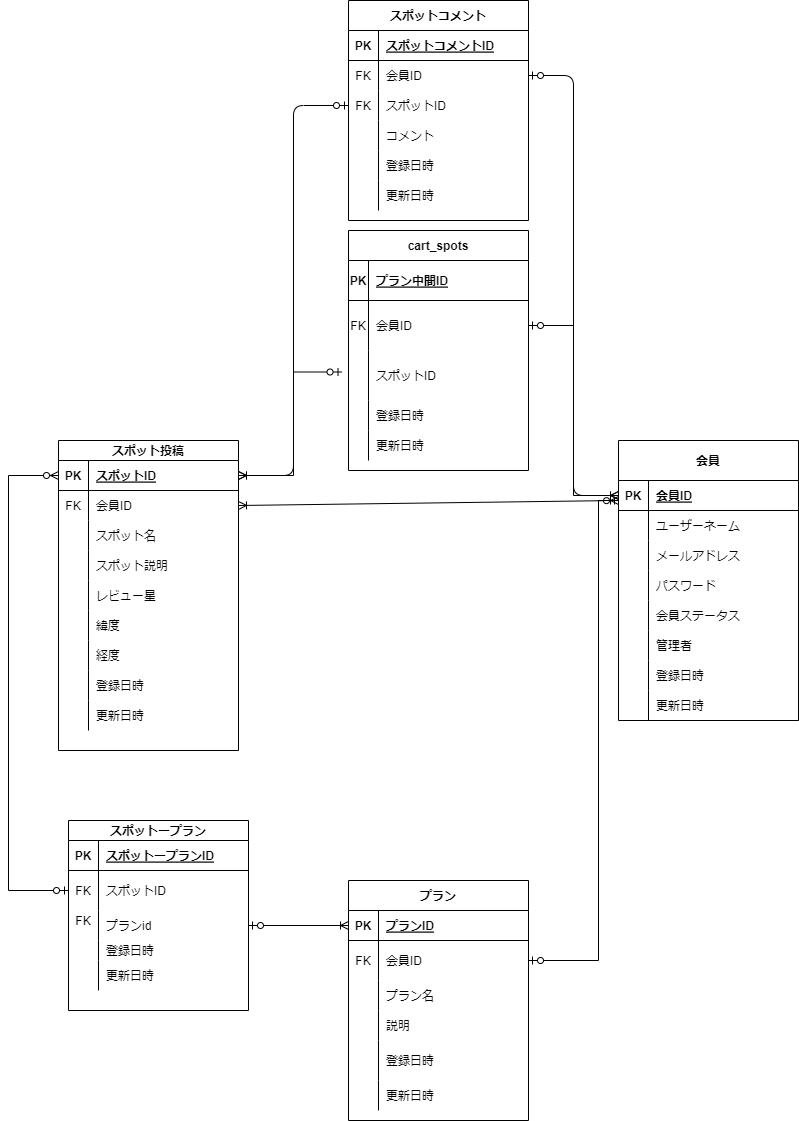 スポットコメント
PK スポットコメントID
FK 会員ID
FK スポットID
コメント
登録日時
更新日時
cart_spots
PK プラン中間ID
FK 会員ID
スポットID
登録日時
更新日時
スポット投稿
PK スポットID
FK 会員ID
スポット名
スポット説明
レビュー星
緯度
経度
登録日時
更新日時
会員
PK 会員ID
ユーザーネーム
メールアドレス
パスワード
会員ステータス
管理者
登録日時
更新日時
スポットープラン
PK スポットープランID
FK スポットID
FK プランid
登録日時
更新日時
プラン
PK プランID
FK 会員ID
プラン名
説明
登録日時
更新日時